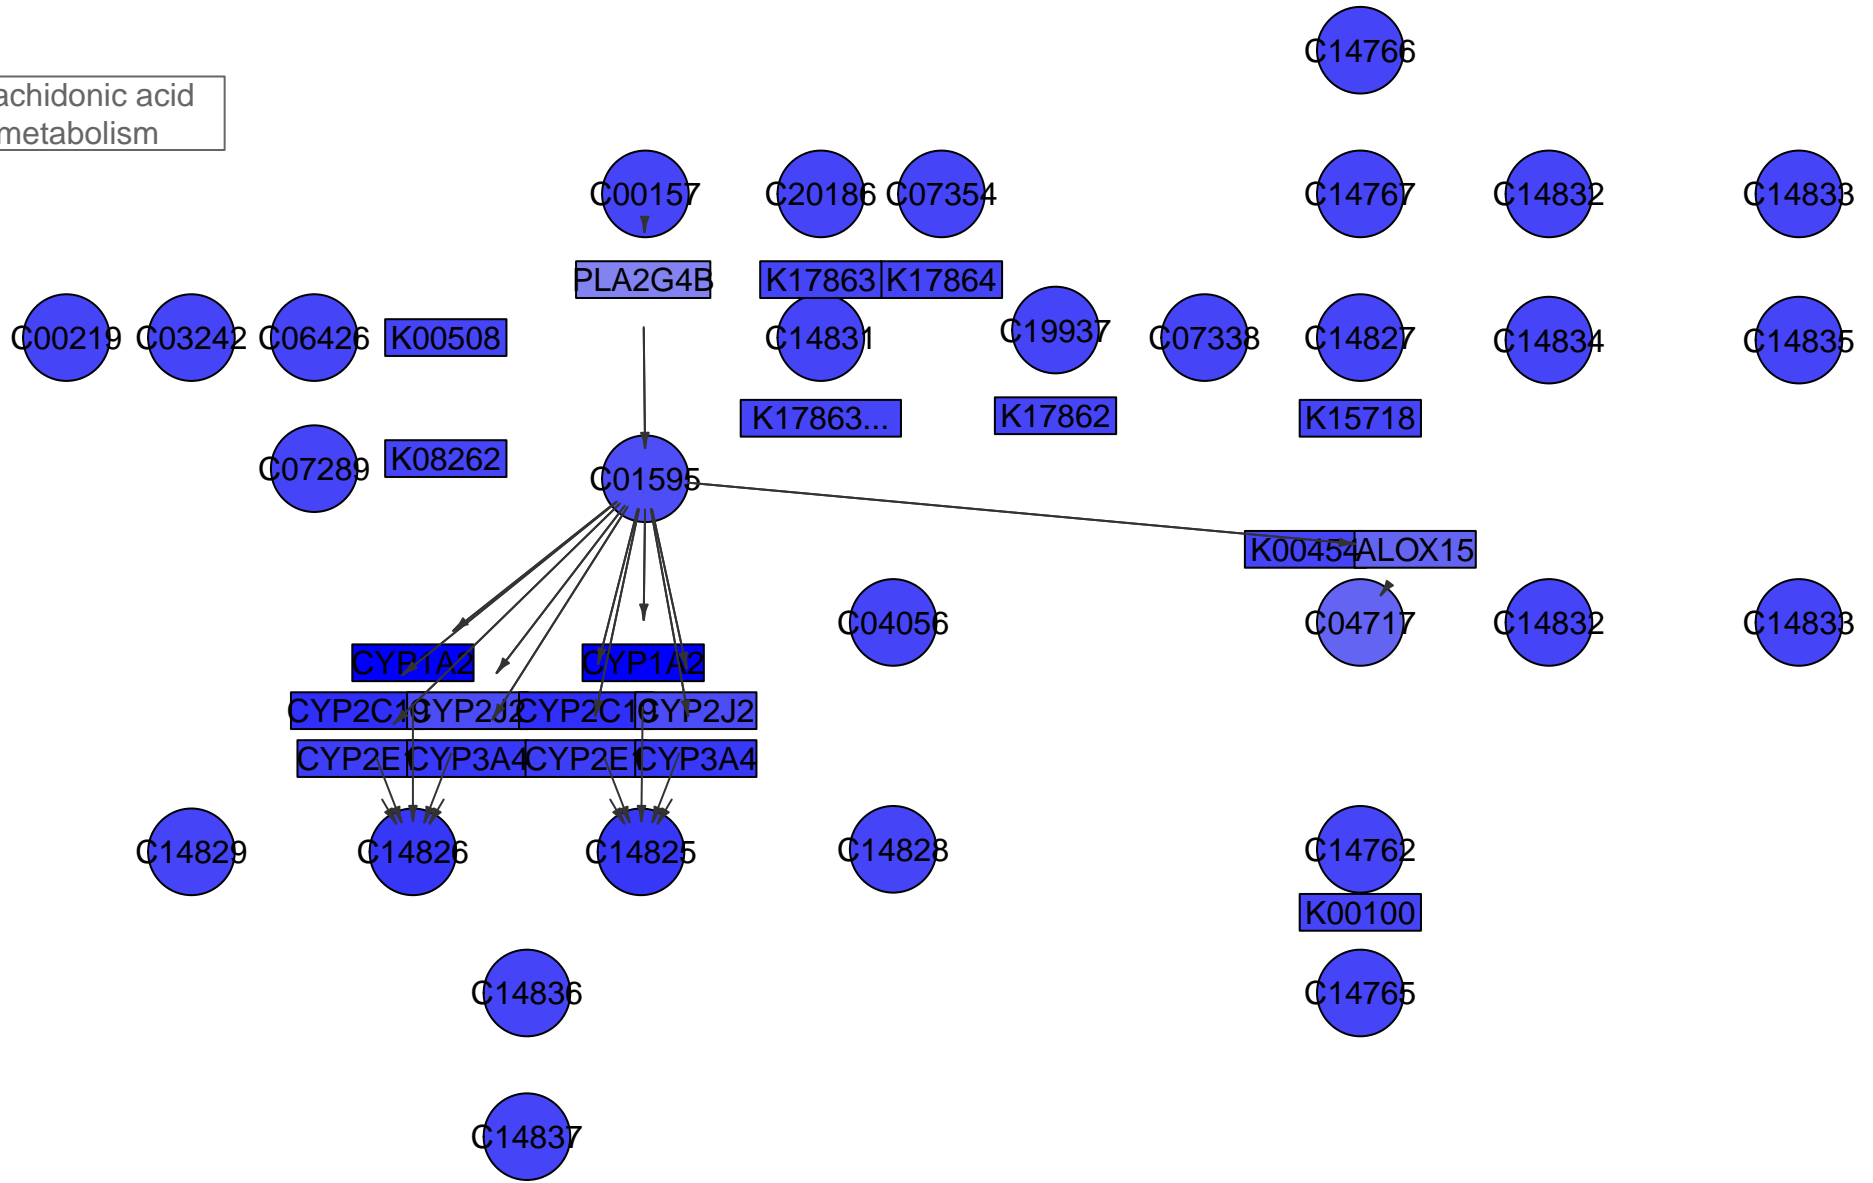 C14766
achidonic acid
metabolism
C00157
C20186
C07354
C14767
C14832
C14833
PLA2G4B
K17863
K17864
C00219
C03242
C06426
K00508
C14831
C19937
C07338
C14827
C14834
C14835
K17863...
K17862
K15718
C07289
K08262
C01595
K00454
ALOX15
C04056
C04717
C14832
C14833
CYP1A2
CYP1A2
CYP2C19
CYP2J2
CYP2C19
CYP2J2
CYP2E1
CYP3A4
CYP2E1
CYP3A4
C14829
C14826
C14825
C14828
C14762
K00100
C14836
C14765
C14837